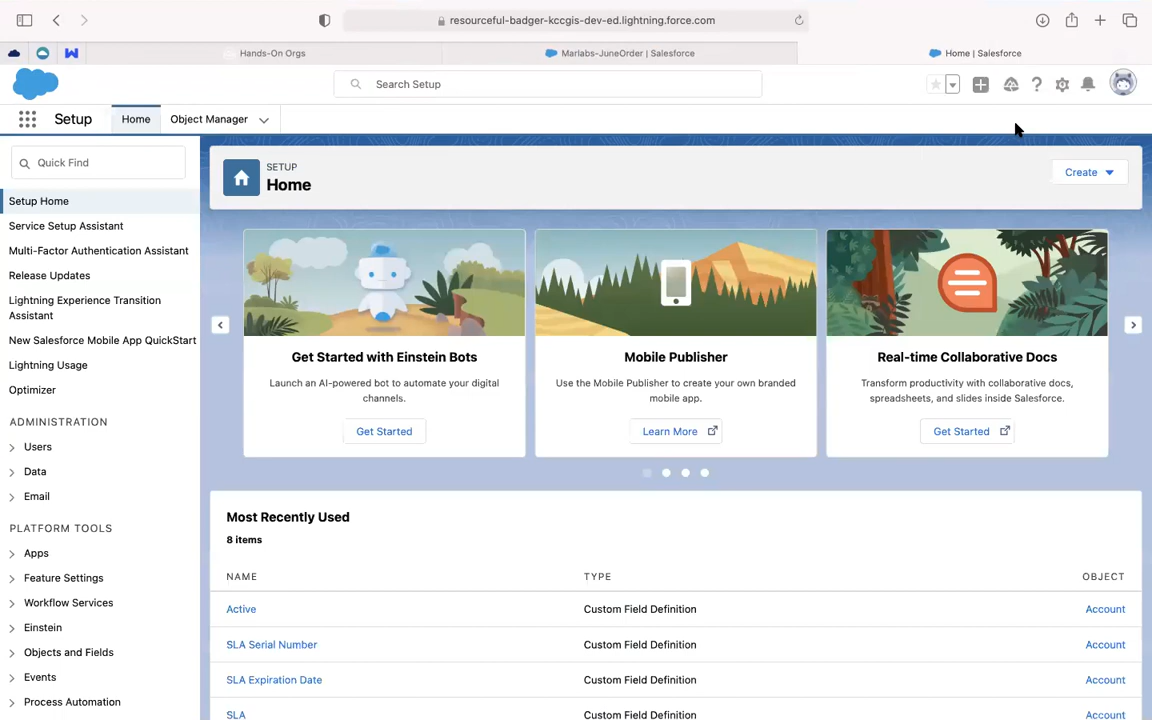 resourceful-badger-kccgis-dev-ed.lightning.force.com
Hands-On Orgs
Marlabs-JuneOrder | Salesforce
Home | Salesforce
Search Setup
Setup
Home
Object Manager
Quick Find
SETUP
Home
Create
Setup Home
Service Setup Assistant
Multi-Factor Authentication Assistant
Release Updates
Lightning Experience Transition
Assistant
New Salesforce Mobile App QuickStart
Lightning Usage
Optimizer
ADMINISTRATION
Users
Data
Email
PLATFORM TOOLS
Apps
Feature Settings
Workflow Services
Einstein
Objects and Fields
Events
Process Automation
Get Started with Einstein Bots
Launch an AI-powered bot to automate your digital
channels.
Get Started
Mobile Publisher
Use the Mobile Publisher to create your own branded
mobile app.
Learn More
Real-time Collaborative Docs
Transform productivity with collaborative docs,
spreadsheets, and slides inside Salesforce.
Get Started
Most Recently Used
8 items
NAME TYPE OBJECT
Active Custom Field Definition Account
SLA Serial Number Custom Field Definition Account
SLA Expiration Date Custom Field Definition Account
SLA Custom Field Definition Account